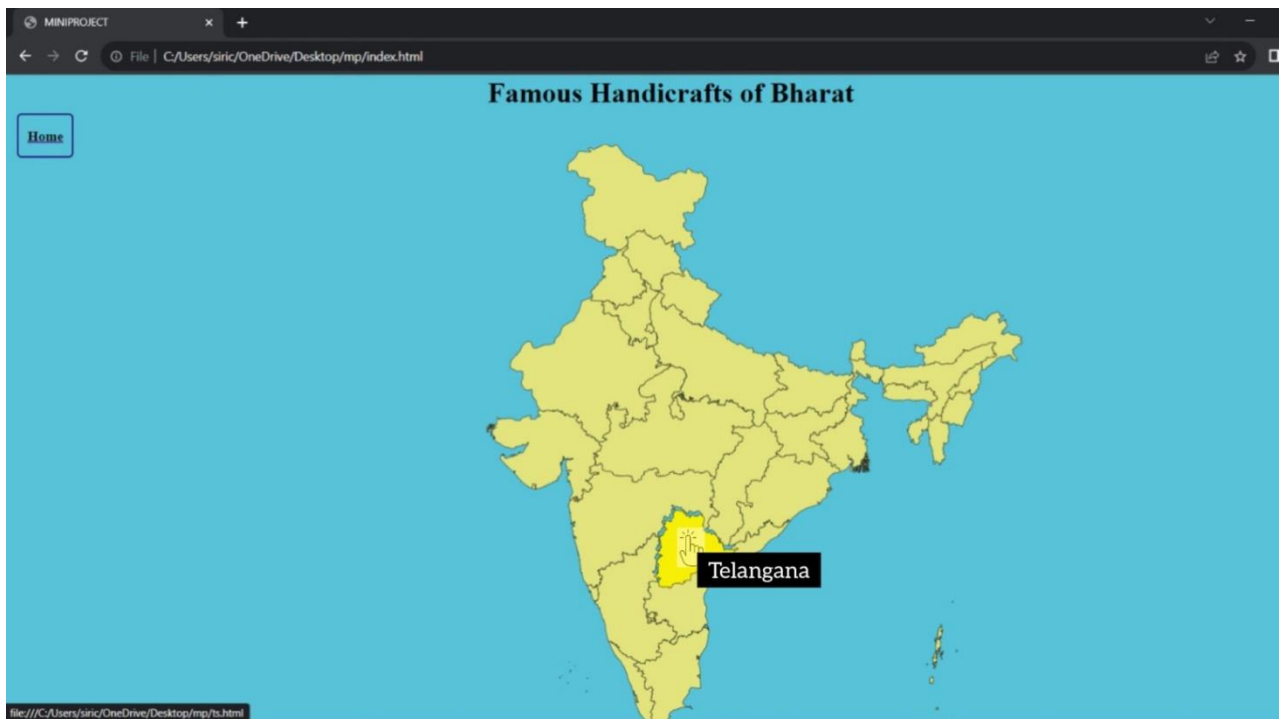 MINIPROJECT
File | C:/Users/siric/OneDrive/Desktop/mp/index.html
Famous Handicrafts of Bharat
Home
Telangana
file:///C:/Users/siric/OneDrive/Desktop/mp/ts.html